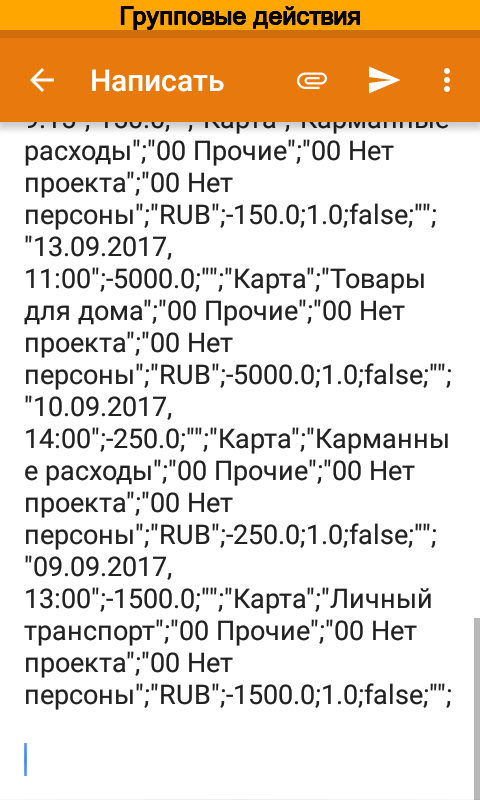 Групповые действия
Написать
расходы";"00 Прочие";"00 Нет
проекта";"00 Нет
персоны";"RUB";-150.0;1.0;false;"";
"13.09.2017,
11:00";-5000.0;"";"Карта";"Товары
для дома";"00 Прочие";"00 Нет
проекта";"00 Нет
персоны";"RUB";-5000.0;1.0;false;"";
"10.09.2017,
14:00";-250.0;"";"Карта";"Карманны
е расходы";"00 Прочие";"00 Нет
проекта";"00 Нет
персоны";"RUB";-250.0;1.0;false;"";
"09.09.2017,
13:00";-1500.0;"";"Карта";"Личный
транспорт";"00 Прочие";"00 Нет
проекта";"00 Нет
персоны";"RUB";-1500.0;1.0;false;"";